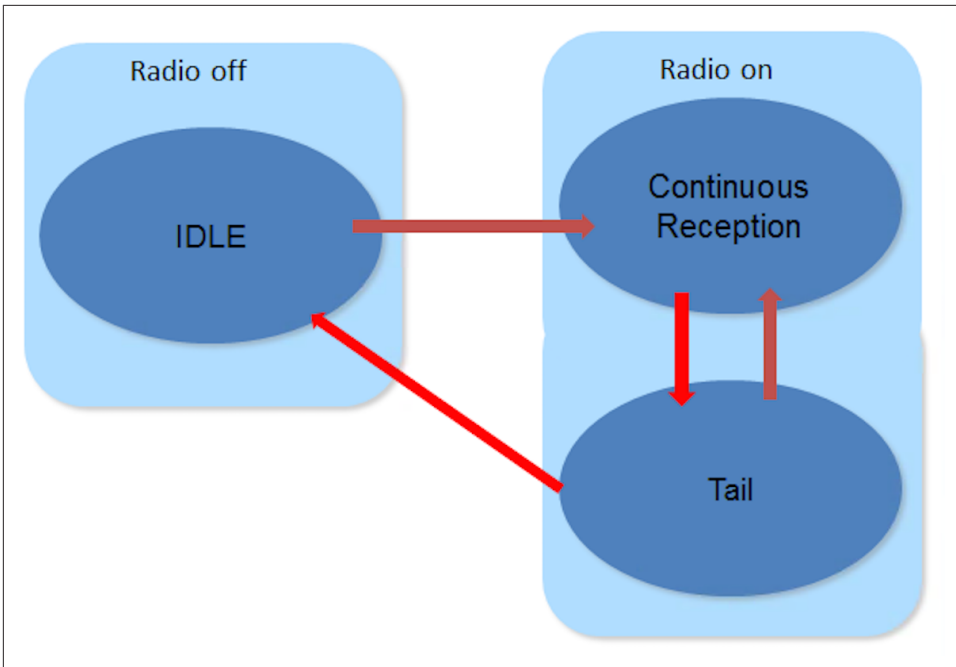 Radio off
IDLE
Radio on
Continuous
Reception
Tail